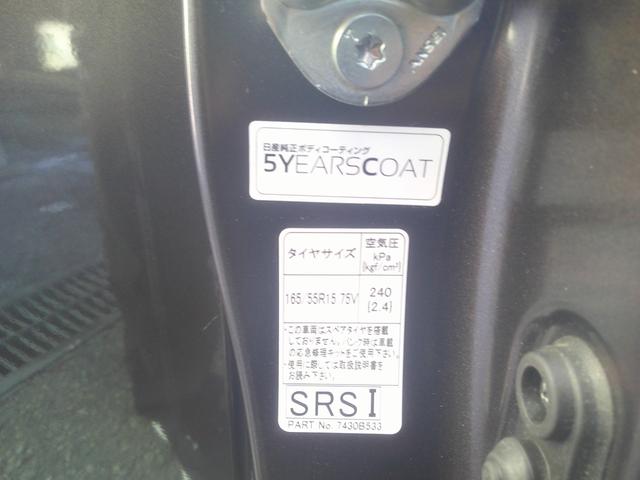 ANSEI
日産純正ボディコーティング
5YEARSCOAT
タイヤサイズ
空気圧
kPa
[kgf/cm²]
165/55R15 75V
240
[2.4]
・この車両はスペアタイヤを搭載
しておりません。パンク時は車載
の応急修理キットをご使用下さい。
・使用に際しては取扱説明書を
お読み下さい。
SRS I
PART No. 7430B533